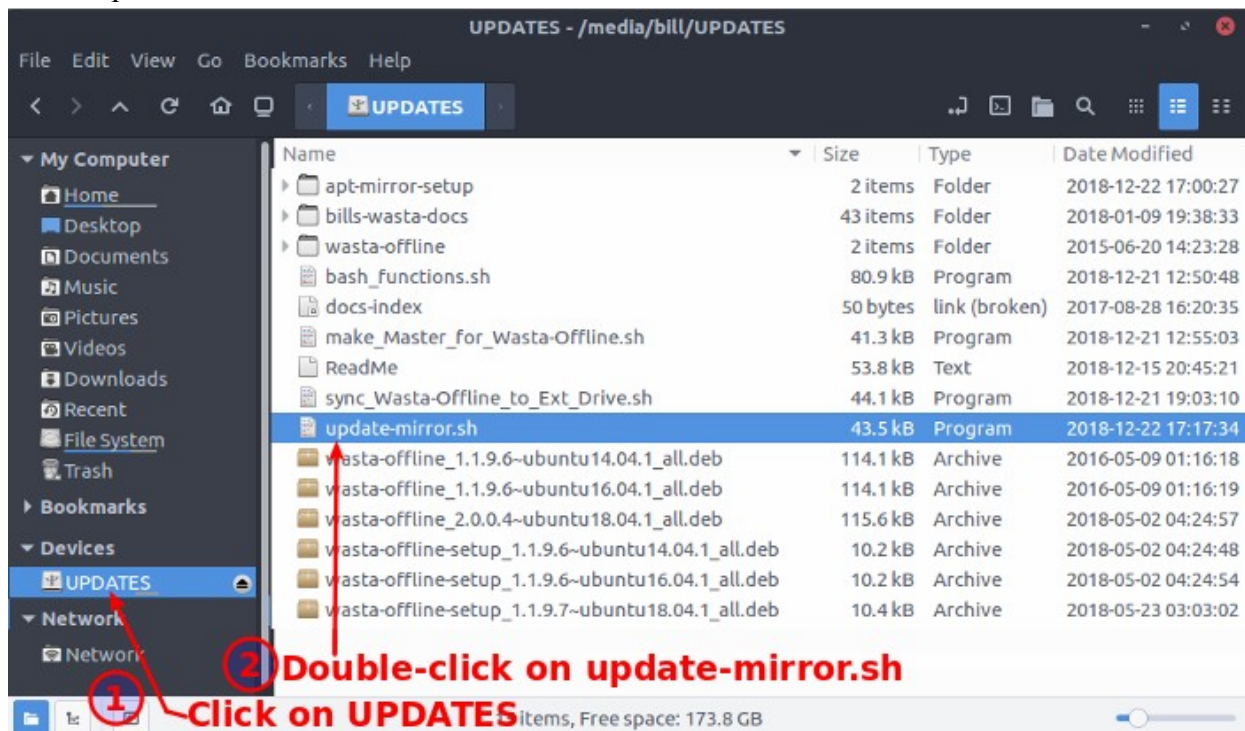 UPDATES - /media/bill/UPDATES
File Edit View Go Bookmarks Help
UPDATES
My Computer
Home
Desktop
Documents
Music
Pictures
Videos
Downloads
Recent
File System
Trash
Bookmarks
Devices
UPDATES
Network
Network
Name Size Type Date Modified
apt-mirror-setup 2 items Folder 2018-12-22 17:00:27
bills-wasta-docs 43 items Folder 2018-01-09 19:38:33
wasta-offline 2 items Folder 2015-06-20 14:23:28
bash_functions.sh 80.9 kB Program 2018-12-21 12:50:48
docs-index 50 bytes link (broken) 2017-08-28 16:20:35
make_Master_for_Wasta-Offline.sh 41.3 kB Program 2018-12-21 12:55:03
ReadMe 53.8 kB Text 2018-12-15 20:45:21
sync_Wasta-Offline_to_Ext_Drive.sh 44.1 kB Program 2018-12-21 19:03:10
update-mirror.sh 43.5 kB Program 2018-12-22 17:17:34
wasta-offline_1.1.9.6~ubuntu14.04.1_all.deb 114.1 kB Archive 2016-05-09 01:16:18
wasta-offline_1.1.9.6~ubuntu16.04.1_all.deb 114.1 kB Archive 2016-05-09 01:16:19
wasta-offline_2.0.0.4~ubuntu18.04.1_all.deb 115.6 kB Archive 2018-05-02 04:24:57
wasta-offline-setup_1.1.9.6~ubuntu14.04.1_all.deb 10.2 kB Archive 2018-05-02 04:24:48
wasta-offline-setup_1.1.9.6~ubuntu16.04.1_all.deb 10.2 kB Archive 2018-05-02 04:24:54
wasta-offline-setup_1.1.9.7~ubuntu18.04.1_all.deb 10.4 kB Archive 2018-05-23 03:03:02
2 Double-click on update-mirror.sh
1 Click on UPDATES
items, Free space: 173.8 GB